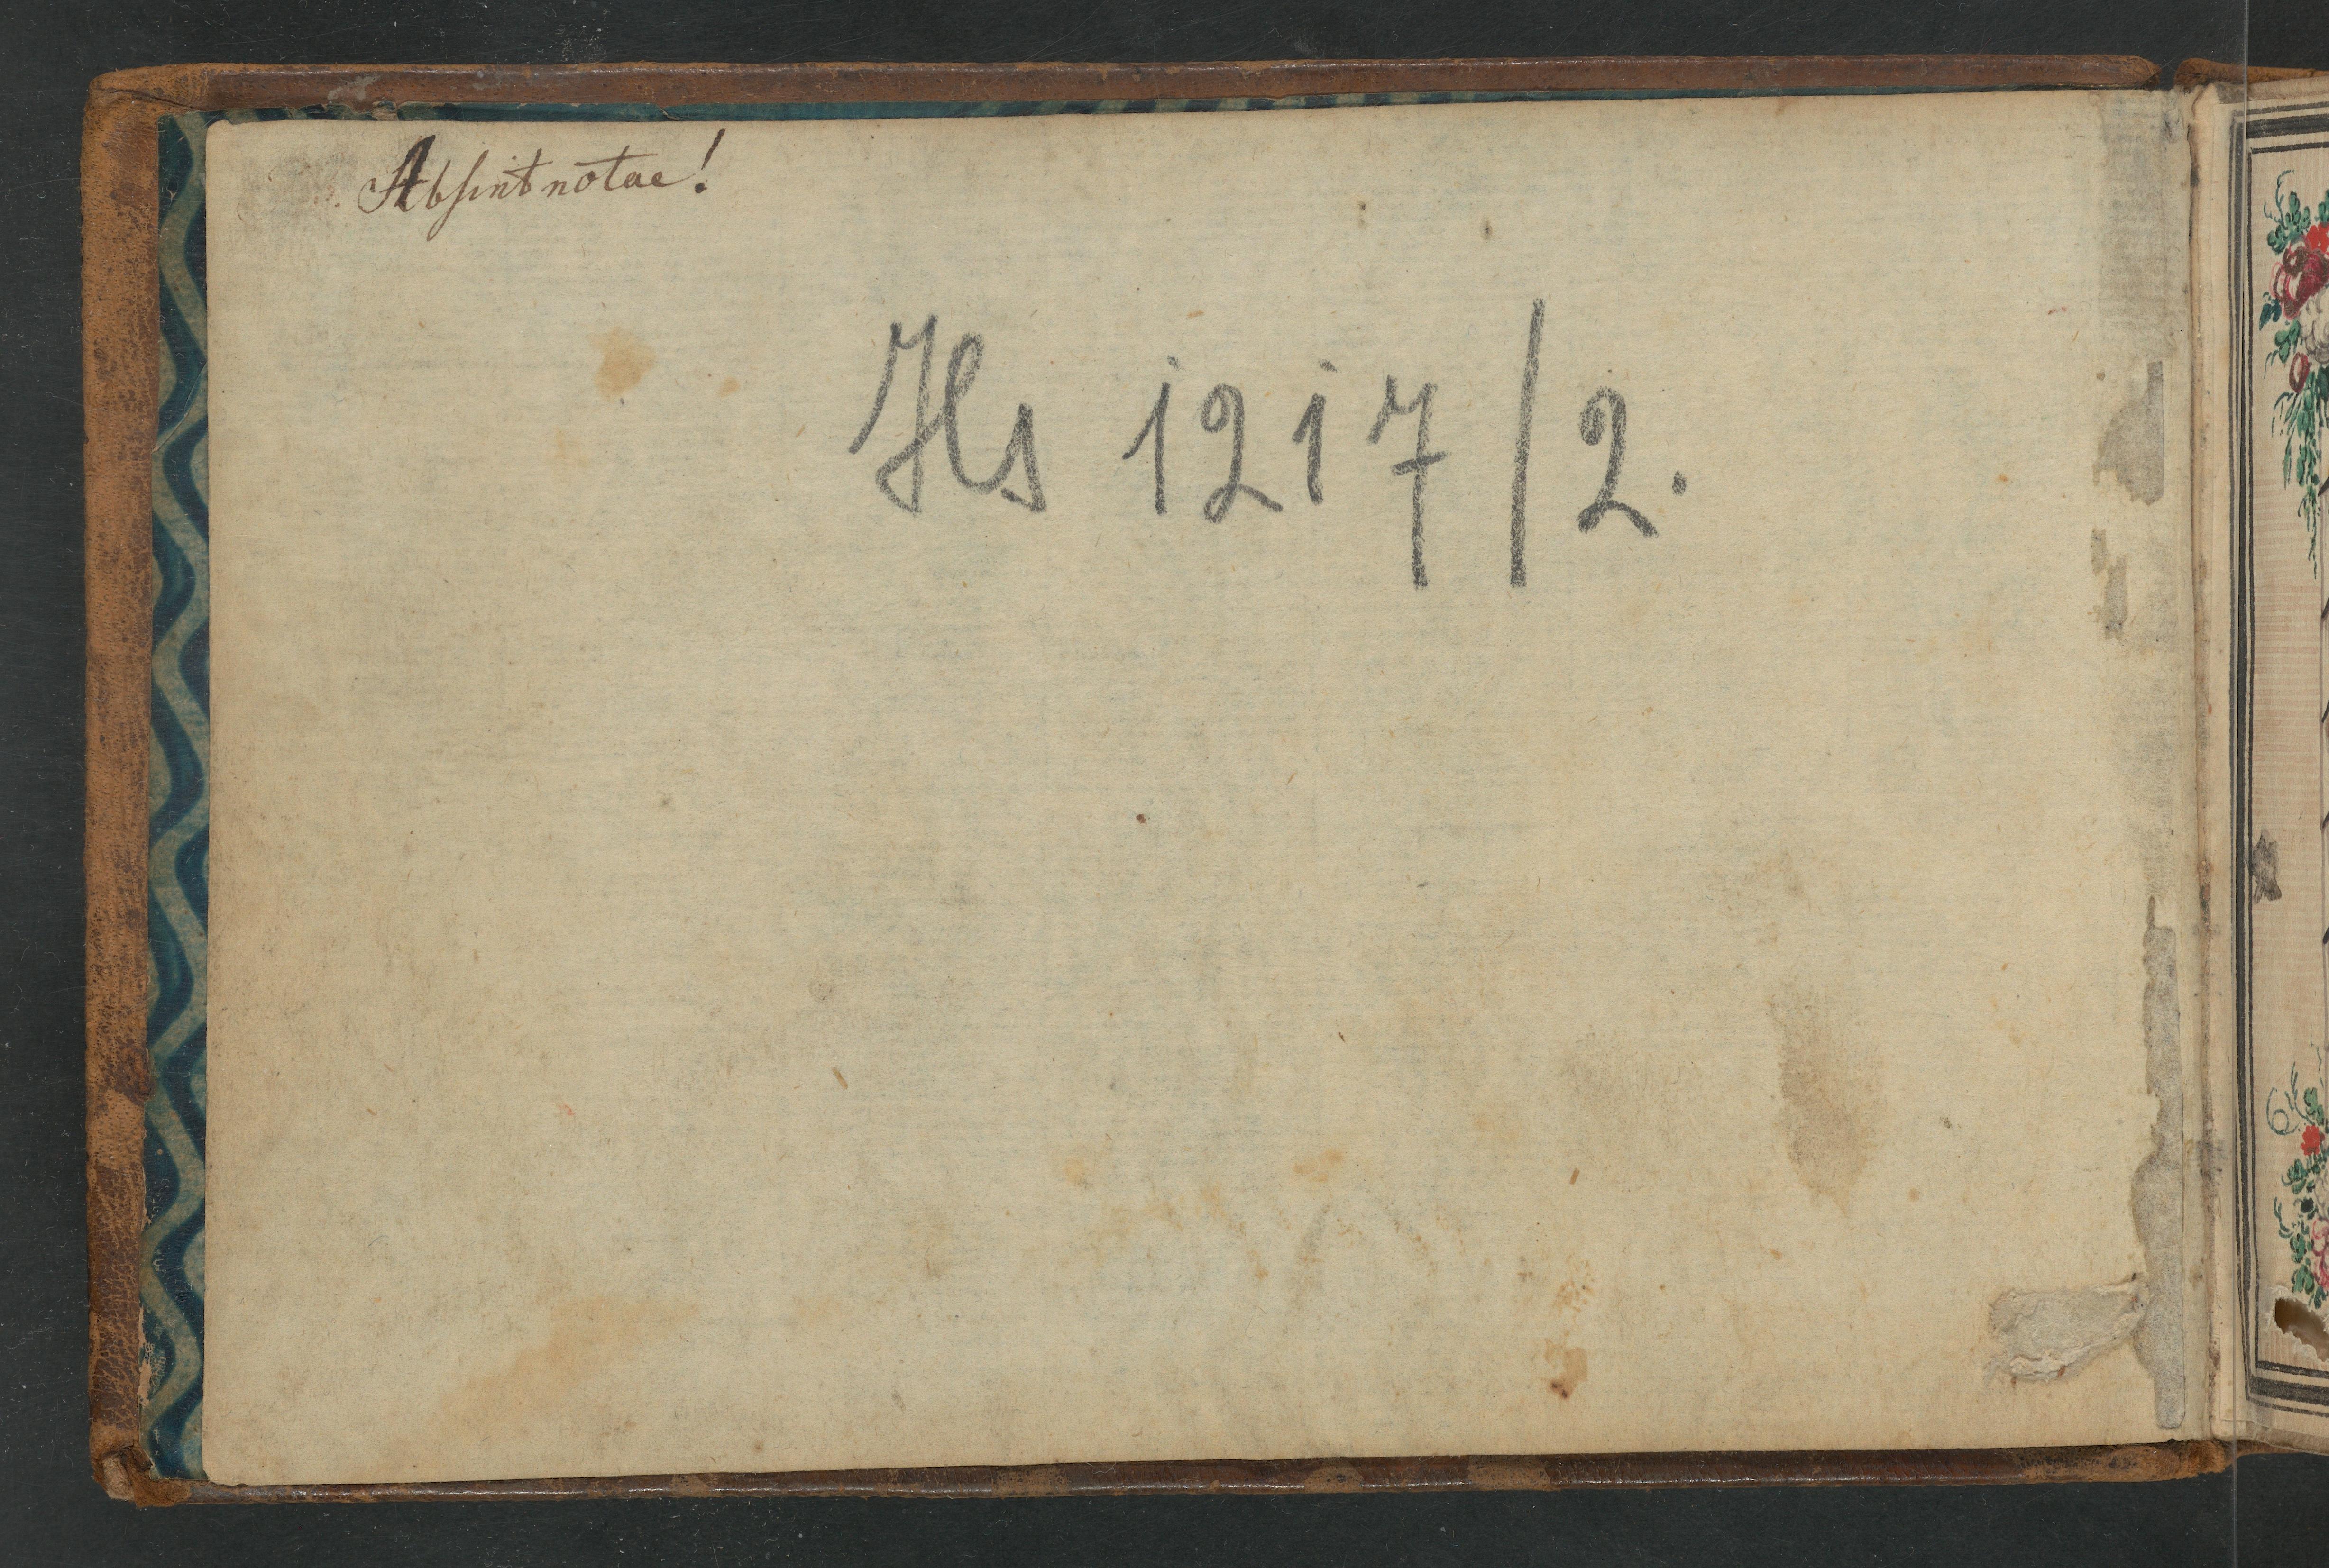 Absint notae!
Hs 1217/2.